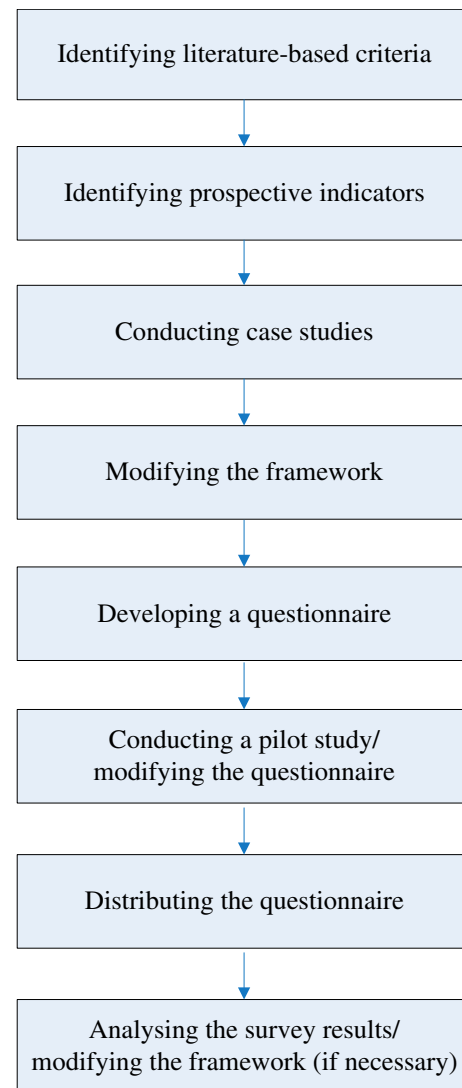 Identifying literature-based criteria
Identifying prospective indicators
Conducting case studies
Modifying the framework
Developing a questionnaire
Conducting a pilot study/
modifying the questionnaire
Distributing the questionnaire
Analysing the survey results/
modifying the framework (if necessary)